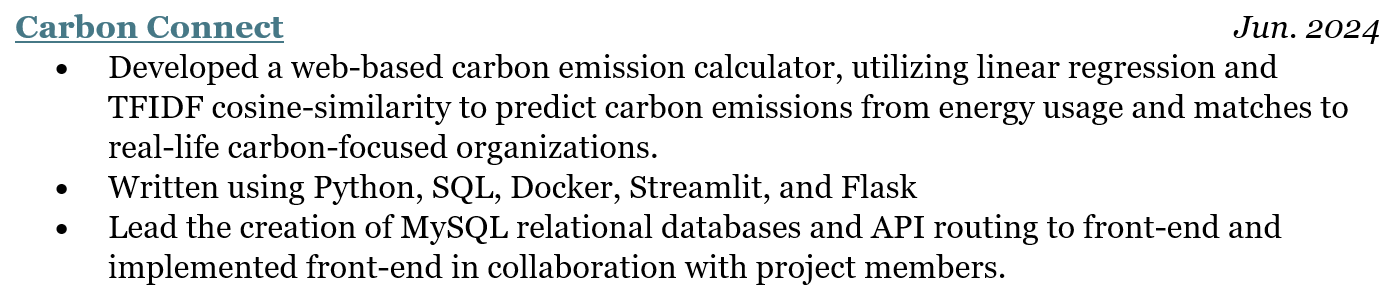 Carbon Connect Jun. 2024
• Developed a web-based carbon emission calculator, utilizing linear regression and
TFIDF cosine-similarity to predict carbon emissions from energy usage and matches to
real-life carbon-focused organizations.
• Written using Python, SQL, Docker, Streamlit, and Flask
• Lead the creation of MySQL relational databases and API routing to front-end and
implemented front-end in collaboration with project members.